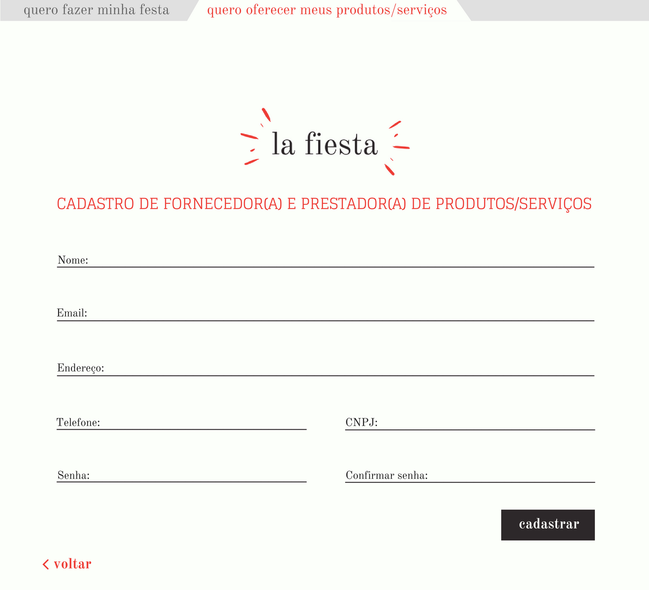 quero fazer minha festa
quero oferecer meus produtos/serviços
la fiesta
CADASTRO DE FORNECEDOR(A) E PRESTADOR(A) DE PRODUTOS/SERVIÇOS
Nome:
Email:
Endereço:
Telefone:
CNPJ:
Senha:
Confirmar senha:
cadastrar
< voltar